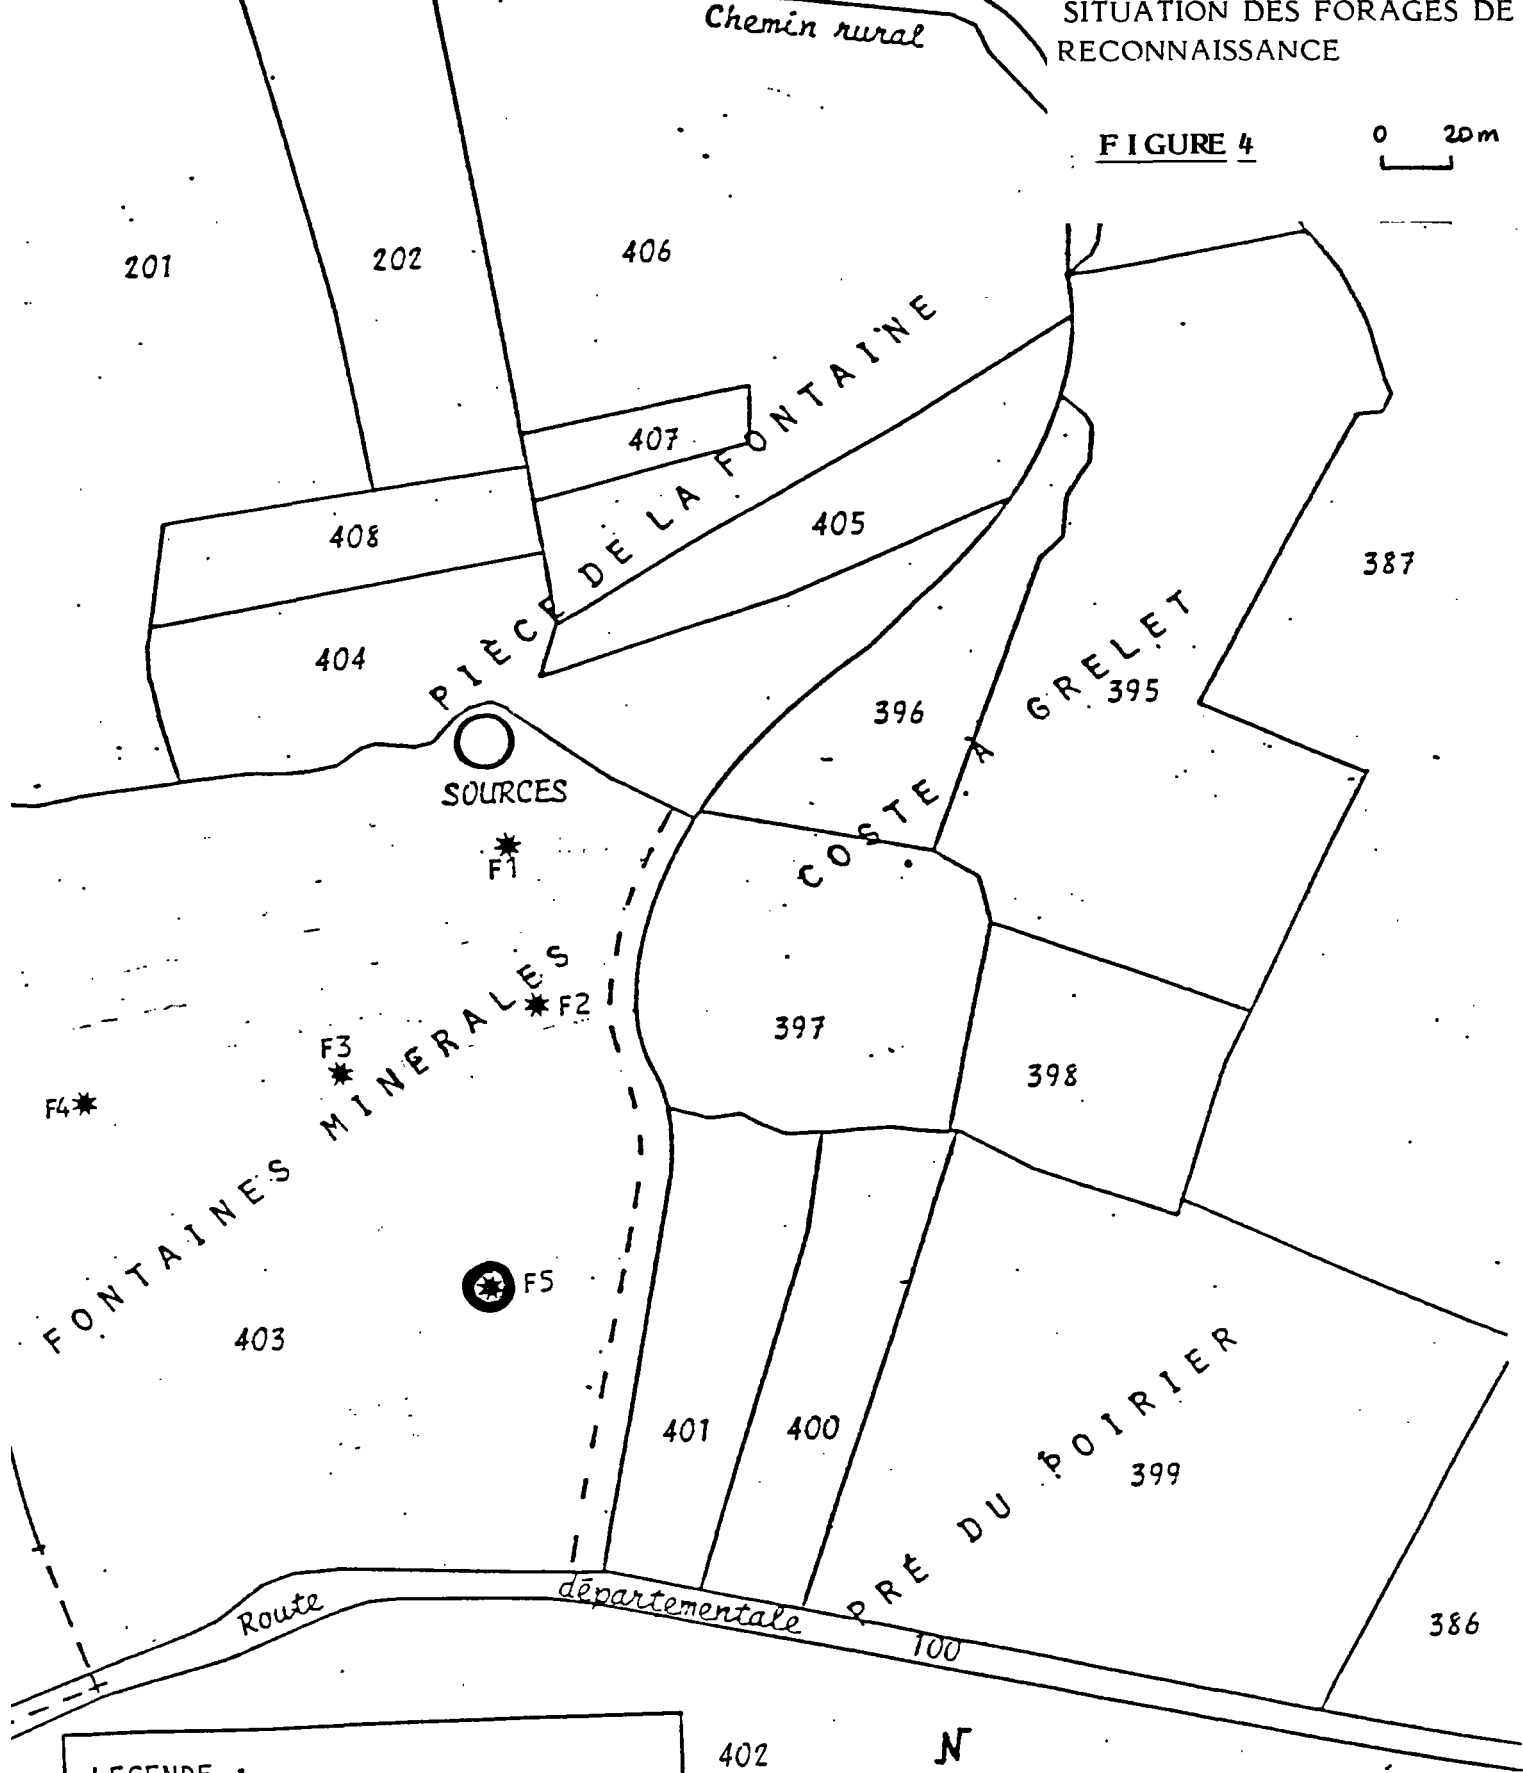 SITUATION DES FORAGES DE
RECONNAISSANCE
Chemin rural
FIGURE 4
0 20m
201
202
406
PIÈCE DE LA FONTAINE
407
408
405
387
404
COSTE A GRELET
396
395
SOURCES
F1
FONTAINES MINERALES
F2
F3
397
F4
398
F5
403
401
400
PRÉ DU POIRIER
399
386
Route départementale 100
402
N
LEGENDE :